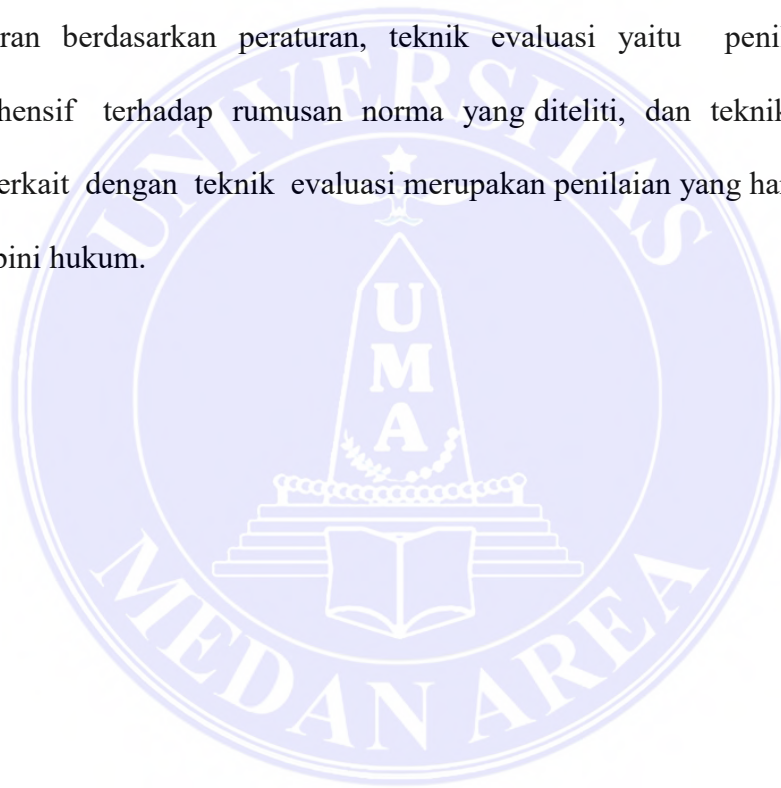 ran berdasarkan peraturan, teknik evaluasi yaitu peni
hensif terhadap rumusan norma yang diteliti, dan teknik
erkait dengan teknik evaluasi merupakan penilaian yang ha
pini hukum.
UNIVERSITAS
U
M
A
MEDAN AREA